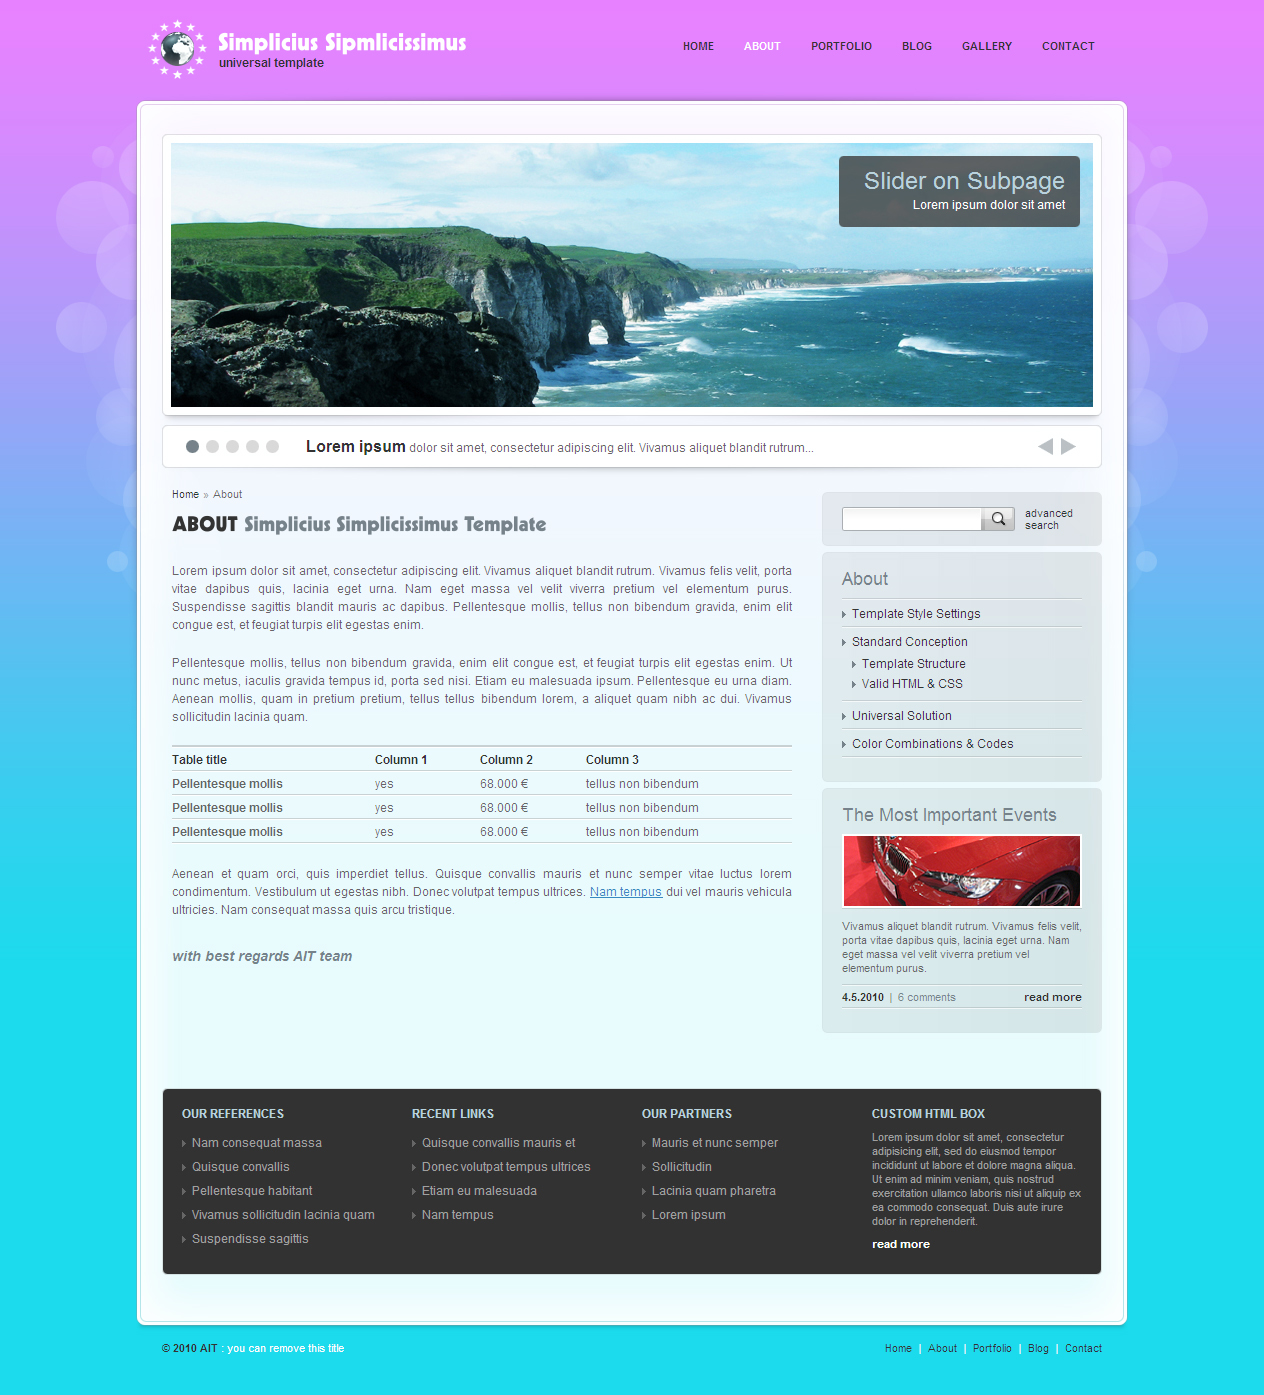 Simplicius Sipmlicissimus
universal template
HOME ABOUT PORTFOLIO BLOG GALLERY CONTACT
Slider on Subpage
Lorem ipsum dolor sit amet
Lorem ipsum dolor sit amet, consectetur adipiscing elit. Vivamus aliquet blandit rutrum...
Home » About
ABOUT Simplicius Simplicissimus Template
Lorem ipsum dolor sit amet, consectetur adipiscing elit. Vivamus aliquet blandit rutrum. Vivamus felis velit, porta
vitae dapibus quis, lacinia eget urna. Nam eget massa vel velit viverra pretium vel elementum purus.
Suspendisse sagittis blandit mauris ac dapibus. Pellentesque mollis, tellus non bibendum gravida, enim elit
congue est, et feugiat turpis elit egestas enim.
Pellentesque mollis, tellus non bibendum gravida, enim elit congue est, et feugiat turpis elit egestas enim. Ut
nunc metus, iaculis gravida tempus id, porta sed nisi. Etiam eu malesuada ipsum. Pellentesque eu urna diam.
Aenean mollis, quam in pretium pretium, tellus tellus bibendum lorem, a aliquet quam nibh ac dui. Vivamus
sollicitudin lacinia quam.
Table title Column 1 Column 2 Column 3
Pellentesque mollis yes 68.000 € tellus non bibendum
Pellentesque mollis yes 68.000 € tellus non bibendum
Pellentesque mollis yes 68.000 € tellus non bibendum
Aenean et quam orci, quis imperdiet tellus. Quisque convallis mauris et nunc semper vitae luctus lorem
condimentum. Vestibulum ut egestas nibh. Donec volutpat tempus ultrices. Nam tempus dui vel mauris vehicula
ultricies. Nam consequat massa quis arcu tristique.
with best regards AIT team
advanced
search
About
Template Style Settings
Standard Conception
Template Structure
Valid HTML & CSS
Universal Solution
Color Combinations & Codes
The Most Important Events
Vivamus aliquet blandit rutrum. Vivamus felis velit,
porta vitae dapibus quis, lacinia eget urna. Nam
eget massa vel velit viverra pretium vel
elementum purus.
4.5.2010 | 6 comments read more
OUR REFERENCES
Nam consequat massa
Quisque convallis
Pellentesque habitant
Vivamus sollicitudin lacinia quam
Suspendisse sagittis
RECENT LINKS
Quisque convallis mauris et
Donec volutpat tempus ultrices
Etiam eu malesuada
Nam tempus
OUR PARTNERS
Mauris et nunc semper
Sollicitudin
Lacinia quam pharetra
Lorem ipsum
CUSTOM HTML BOX
Lorem ipsum dolor sit amet, consectetur
adipisicing elit, sed do eiusmod tempor
incididunt ut labore et dolore magna aliqua.
Ut enim ad minim veniam, quis nostrud
exercitation ullamco laboris nisi ut aliquip ex
ea commodo consequat. Duis aute irure
dolor in reprehenderit.
read more
© 2010 AIT : you can remove this title
Home | About | Portfolio | Blog | Contact